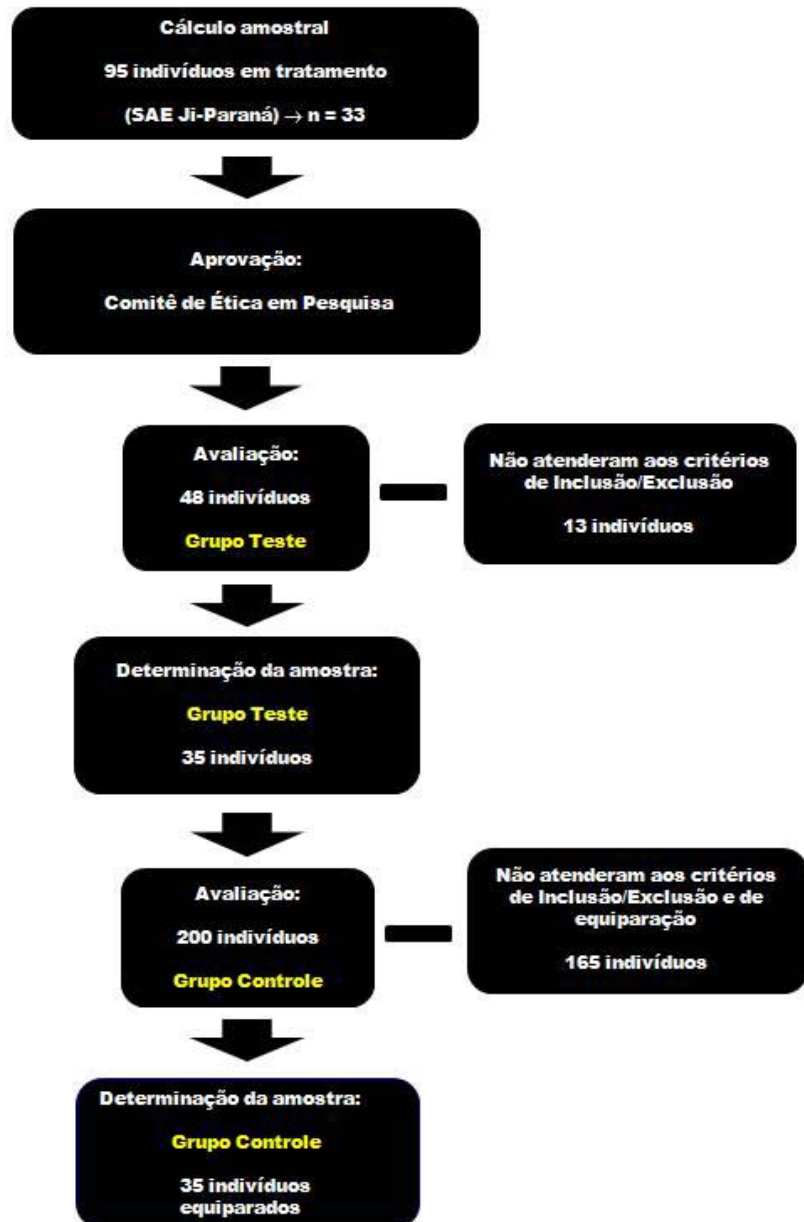 Cálculo amostral
95 indivíduos em tratamento
(SAE Ji-Paraná) → n = 33
Aprovação:
Comitê de Ética em Pesquisa
Avaliação:
48 indivíduos
Grupo Teste
Não atenderam aos critérios
de Inclusão/Exclusão
13 indivíduos
Determinação da amostra:
Grupo Teste
35 indivíduos
Avaliação:
200 indivíduos
Grupo Controle
Não atenderam aos critérios
de Inclusão/Exclusão e de
equiparação
165 indivíduos
Determinação da amostra:
Grupo Controle
35 indivíduos
equiparados